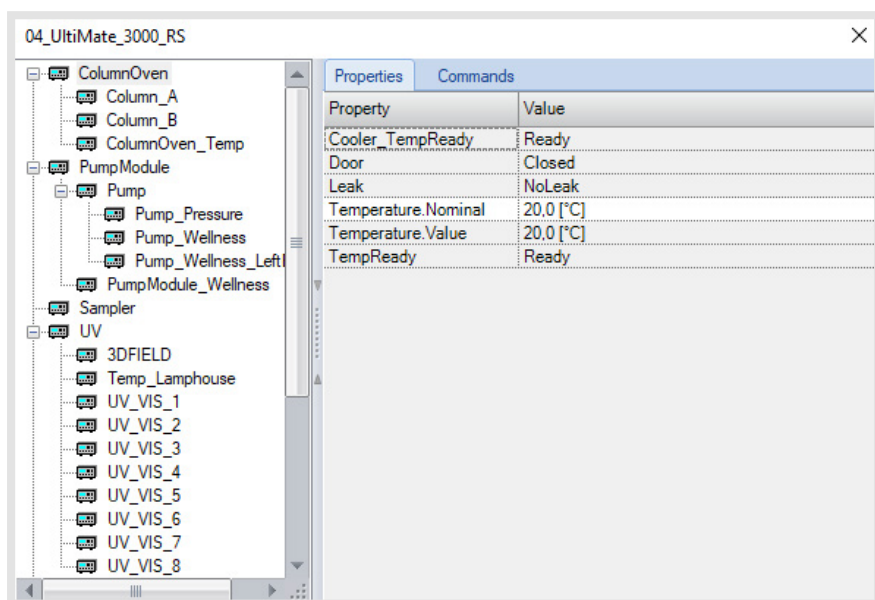 04_UltiMate_3000_RS
ColumnOven
Column_A
Column_B
ColumnOven_Temp
PumpModule
Pump
Pump_Pressure
Pump_Wellness
Pump_Wellness_Left
PumpModule_Wellness
Sampler
UV
3DFIELD
Temp_Lamphouse
UV_VIS_1
UV_VIS_2
UV_VIS_3
UV_VIS_4
UV_VIS_5
UV_VIS_6
UV_VIS_7
UV_VIS_8
Properties Commands
Property Value
Cooler_TempReady Ready
Door Closed
Leak NoLeak
Temperature.Nominal 20,0 [°C]
Temperature.Value 20,0 [°C]
TempReady Ready